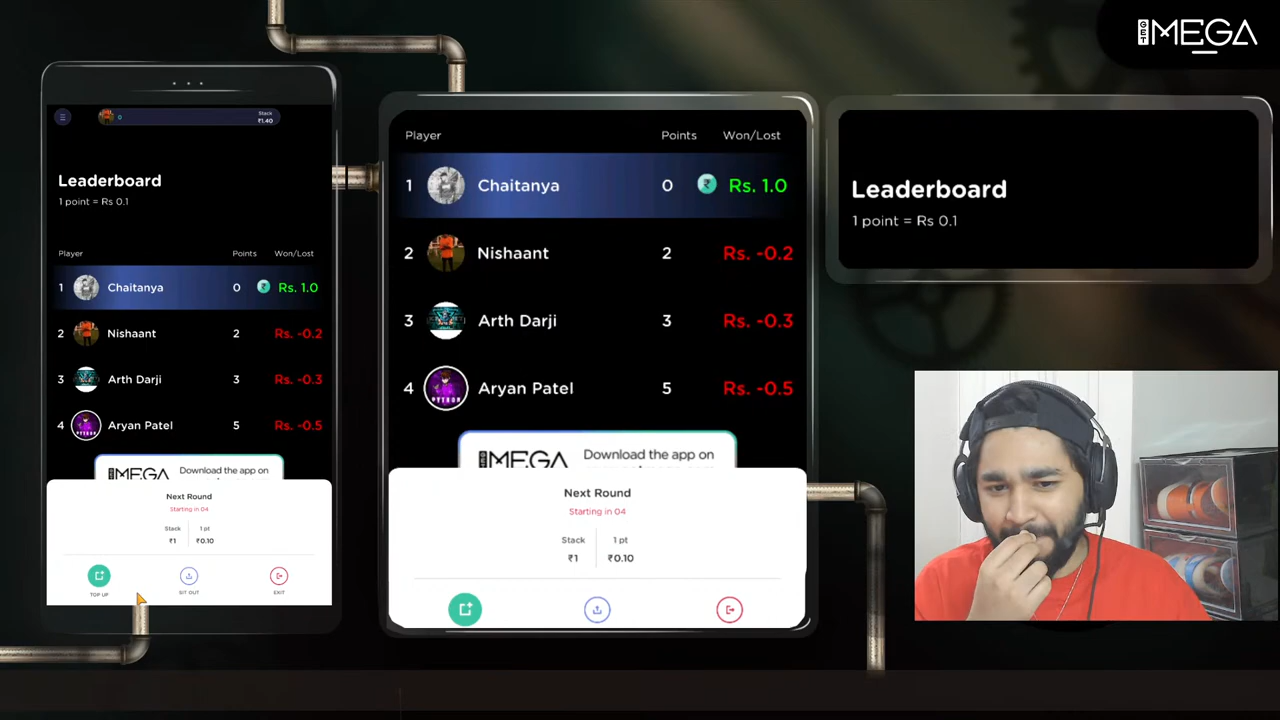 GET MEGA
0
Stack
₹1.40
Leaderboard
1 point = Rs 0.1
Player Points Won/Lost
1 Chaitanya 0 ₹ Rs. 1.0
2 Nishaant 2 Rs. -0.2
3 Arth Darji 3 Rs. -0.3
4 Aryan Patel 5 Rs. -0.5
GET MEGA Download the app on
Next Round
Starting in 04
Stack 1 pt
₹1 ₹0.10
TOP UP SIT OUT EXIT
Player Points Won/Lost
1 Chaitanya 0 ₹ Rs. 1.0
2 Nishaant 2 Rs. -0.2
3 Arth Darji 3 Rs. -0.3
4 PYTHON Aryan Patel 5 Rs. -0.5
MEGA Download the app on
Next Round
Starting in 04
Stack 1 pt
₹1 ₹0.10
Leaderboard
1 point = Rs 0.1